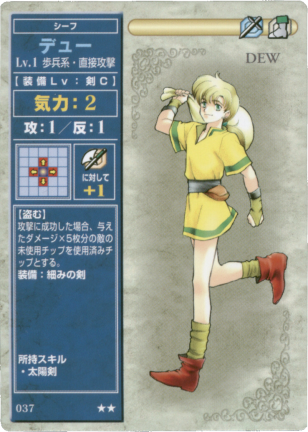 シーフ
デュー
Lv.1 歩兵系・直接攻撃
【装備Lv：剣C】
気力：2
攻：1／反：1
に対して
+1
【盗む】
攻撃に成功した場合、与え
たダメージ×5枚分の敵の
未使用チップを使用済みチ
ップとする。
装備：細みの剣
所持スキル
・太陽剣
037
★★
DEW